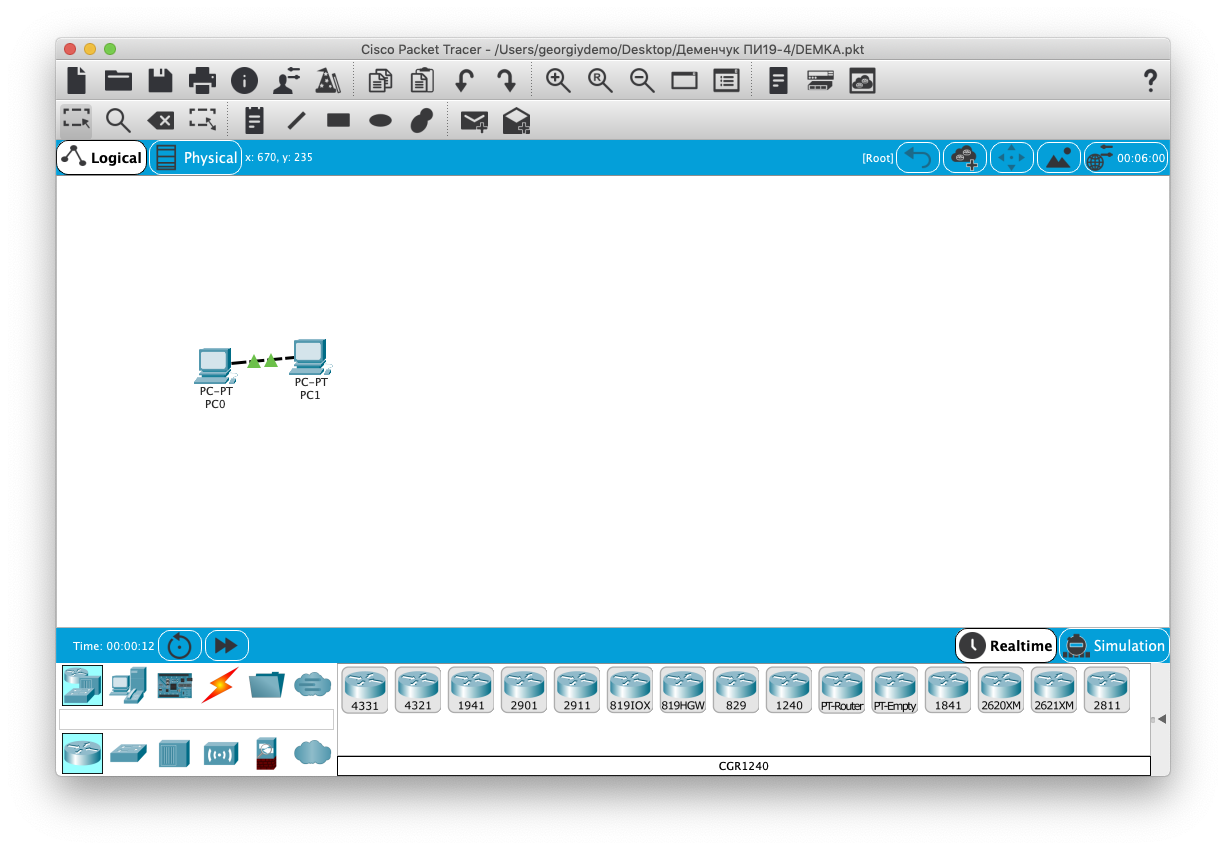 Cisco Packet Tracer - /Users/georgiydemo/Desktop/Деменчук ПИ19-4/DEMKA.pkt
Logical Physical x: 670, y: 235 [Root] 00:06:00
PC-PT
PC0
PC-PT
PC1
Time: 00:00:12 Realtime Simulation
4331 4321 1941 2901 2911 819IOX 819HGW 829 1240 PT-Router PT-Empty 1841 2620XM 2621XM 2811
CGR1240